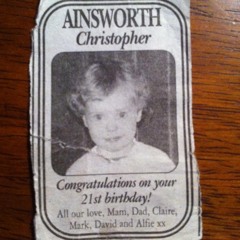 AINSWORTH
Christopher
Congratulations on your
21st birthday!
All our love, Mam, Dad, Claire,
Mark, David and Alfie xx